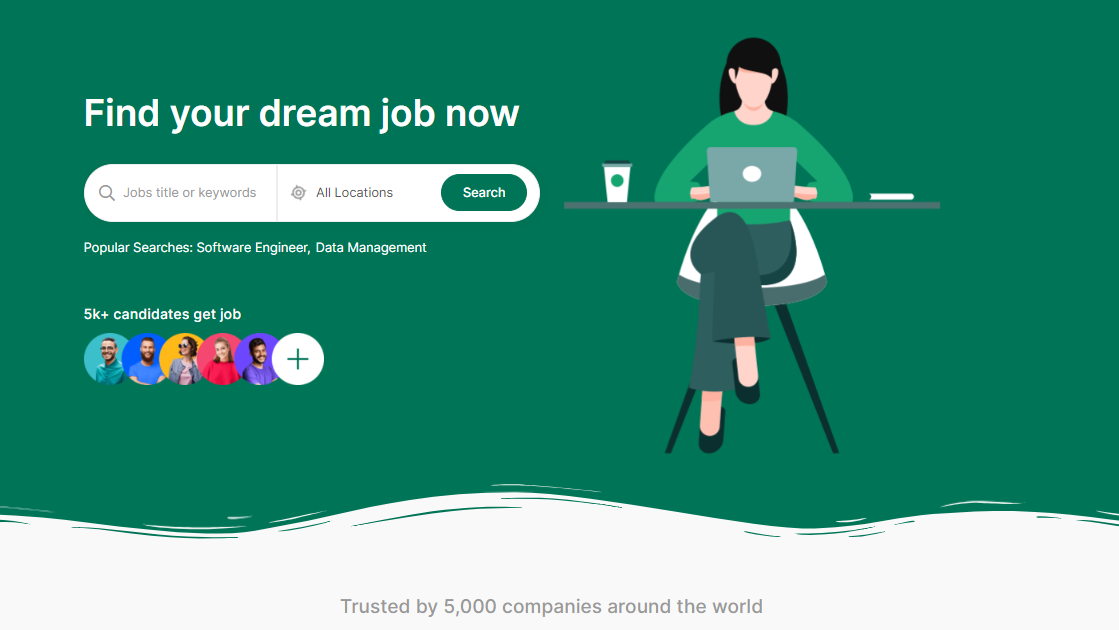 Find your dream job now
Jobs title or keywords
All Locations
Search
Popular Searches: Software Engineer, Data Management
5k+ candidates get job
Trusted by 5,000 companies around the world